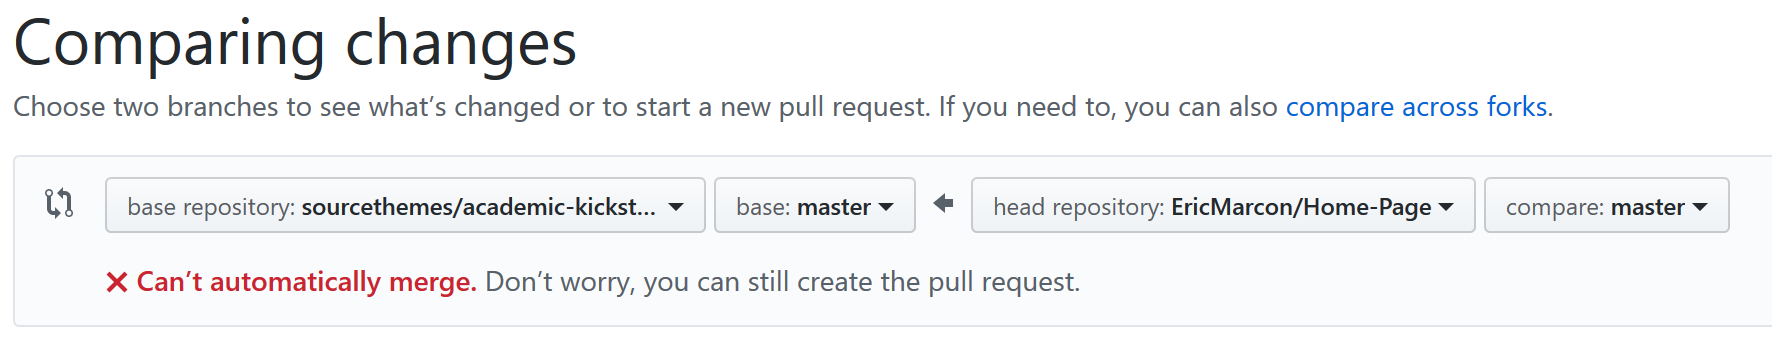 Comparing changes
Choose two branches to see what’s changed or to start a new pull request. If you need to, you can also compare across forks.
base repository: sourcethemes/academic-kickst... base: master head repository: EricMarcon/Home-Page compare: master
Can’t automatically merge. Don’t worry, you can still create the pull request.